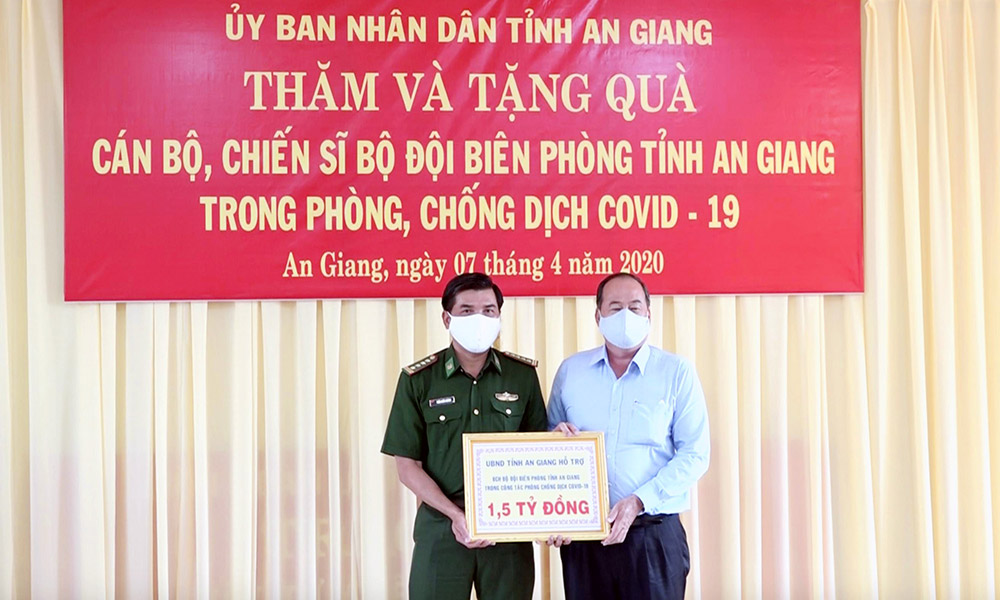 ỦY BAN NHÂN DÂN TỈNH AN GIANG
THĂM VÀ TẶNG QUÀ
CÁN BỘ, CHIẾN SĨ BỘ ĐỘI BIÊN PHÒNG TỈNH AN GIANG
TRONG PHÒNG, CHỐNG DỊCH COVID - 19
An Giang, ngày 07 tháng 4 năm 2020
UBND TỈNH AN GIANG HỖ TRỢ
BCH BỘ ĐỘI BIÊN PHÒNG TỈNH AN GIANG
TRONG CÔNG TÁC PHÒNG CHỐNG DỊCH COVID-19
1,5 TỶ ĐỒNG